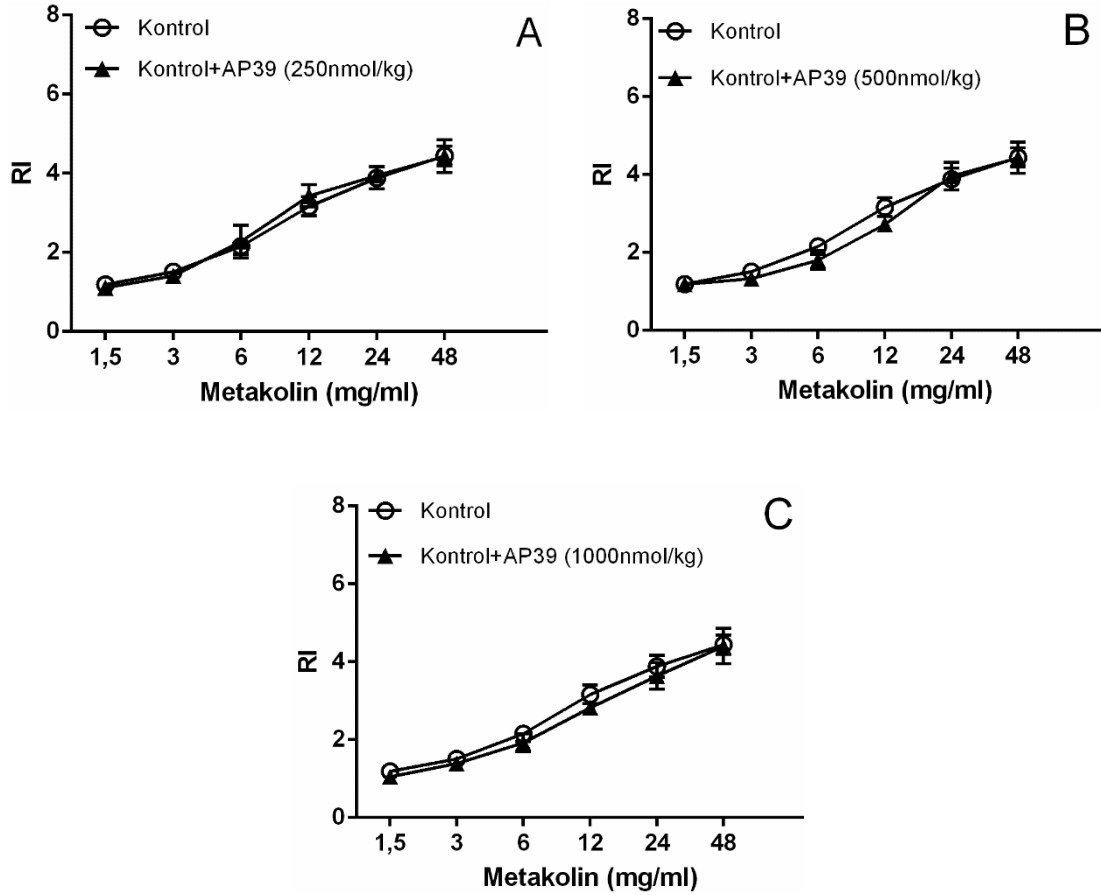 A
Kontrol
Kontrol+AP39 (250nmol/kg)
8
6
4
2
0
RI
1,5 3 6 12 24 48
Metakolin (mg/ml)
B
Kontrol
Kontrol+AP39 (500nmol/kg)
8
6
4
2
0
RI
1,5 3 6 12 24 48
Metakolin (mg/ml)
C
Kontrol
Kontrol+AP39 (1000nmol/kg)
8
6
4
2
0
RI
1,5 3 6 12 24 48
Metakolin (mg/ml)